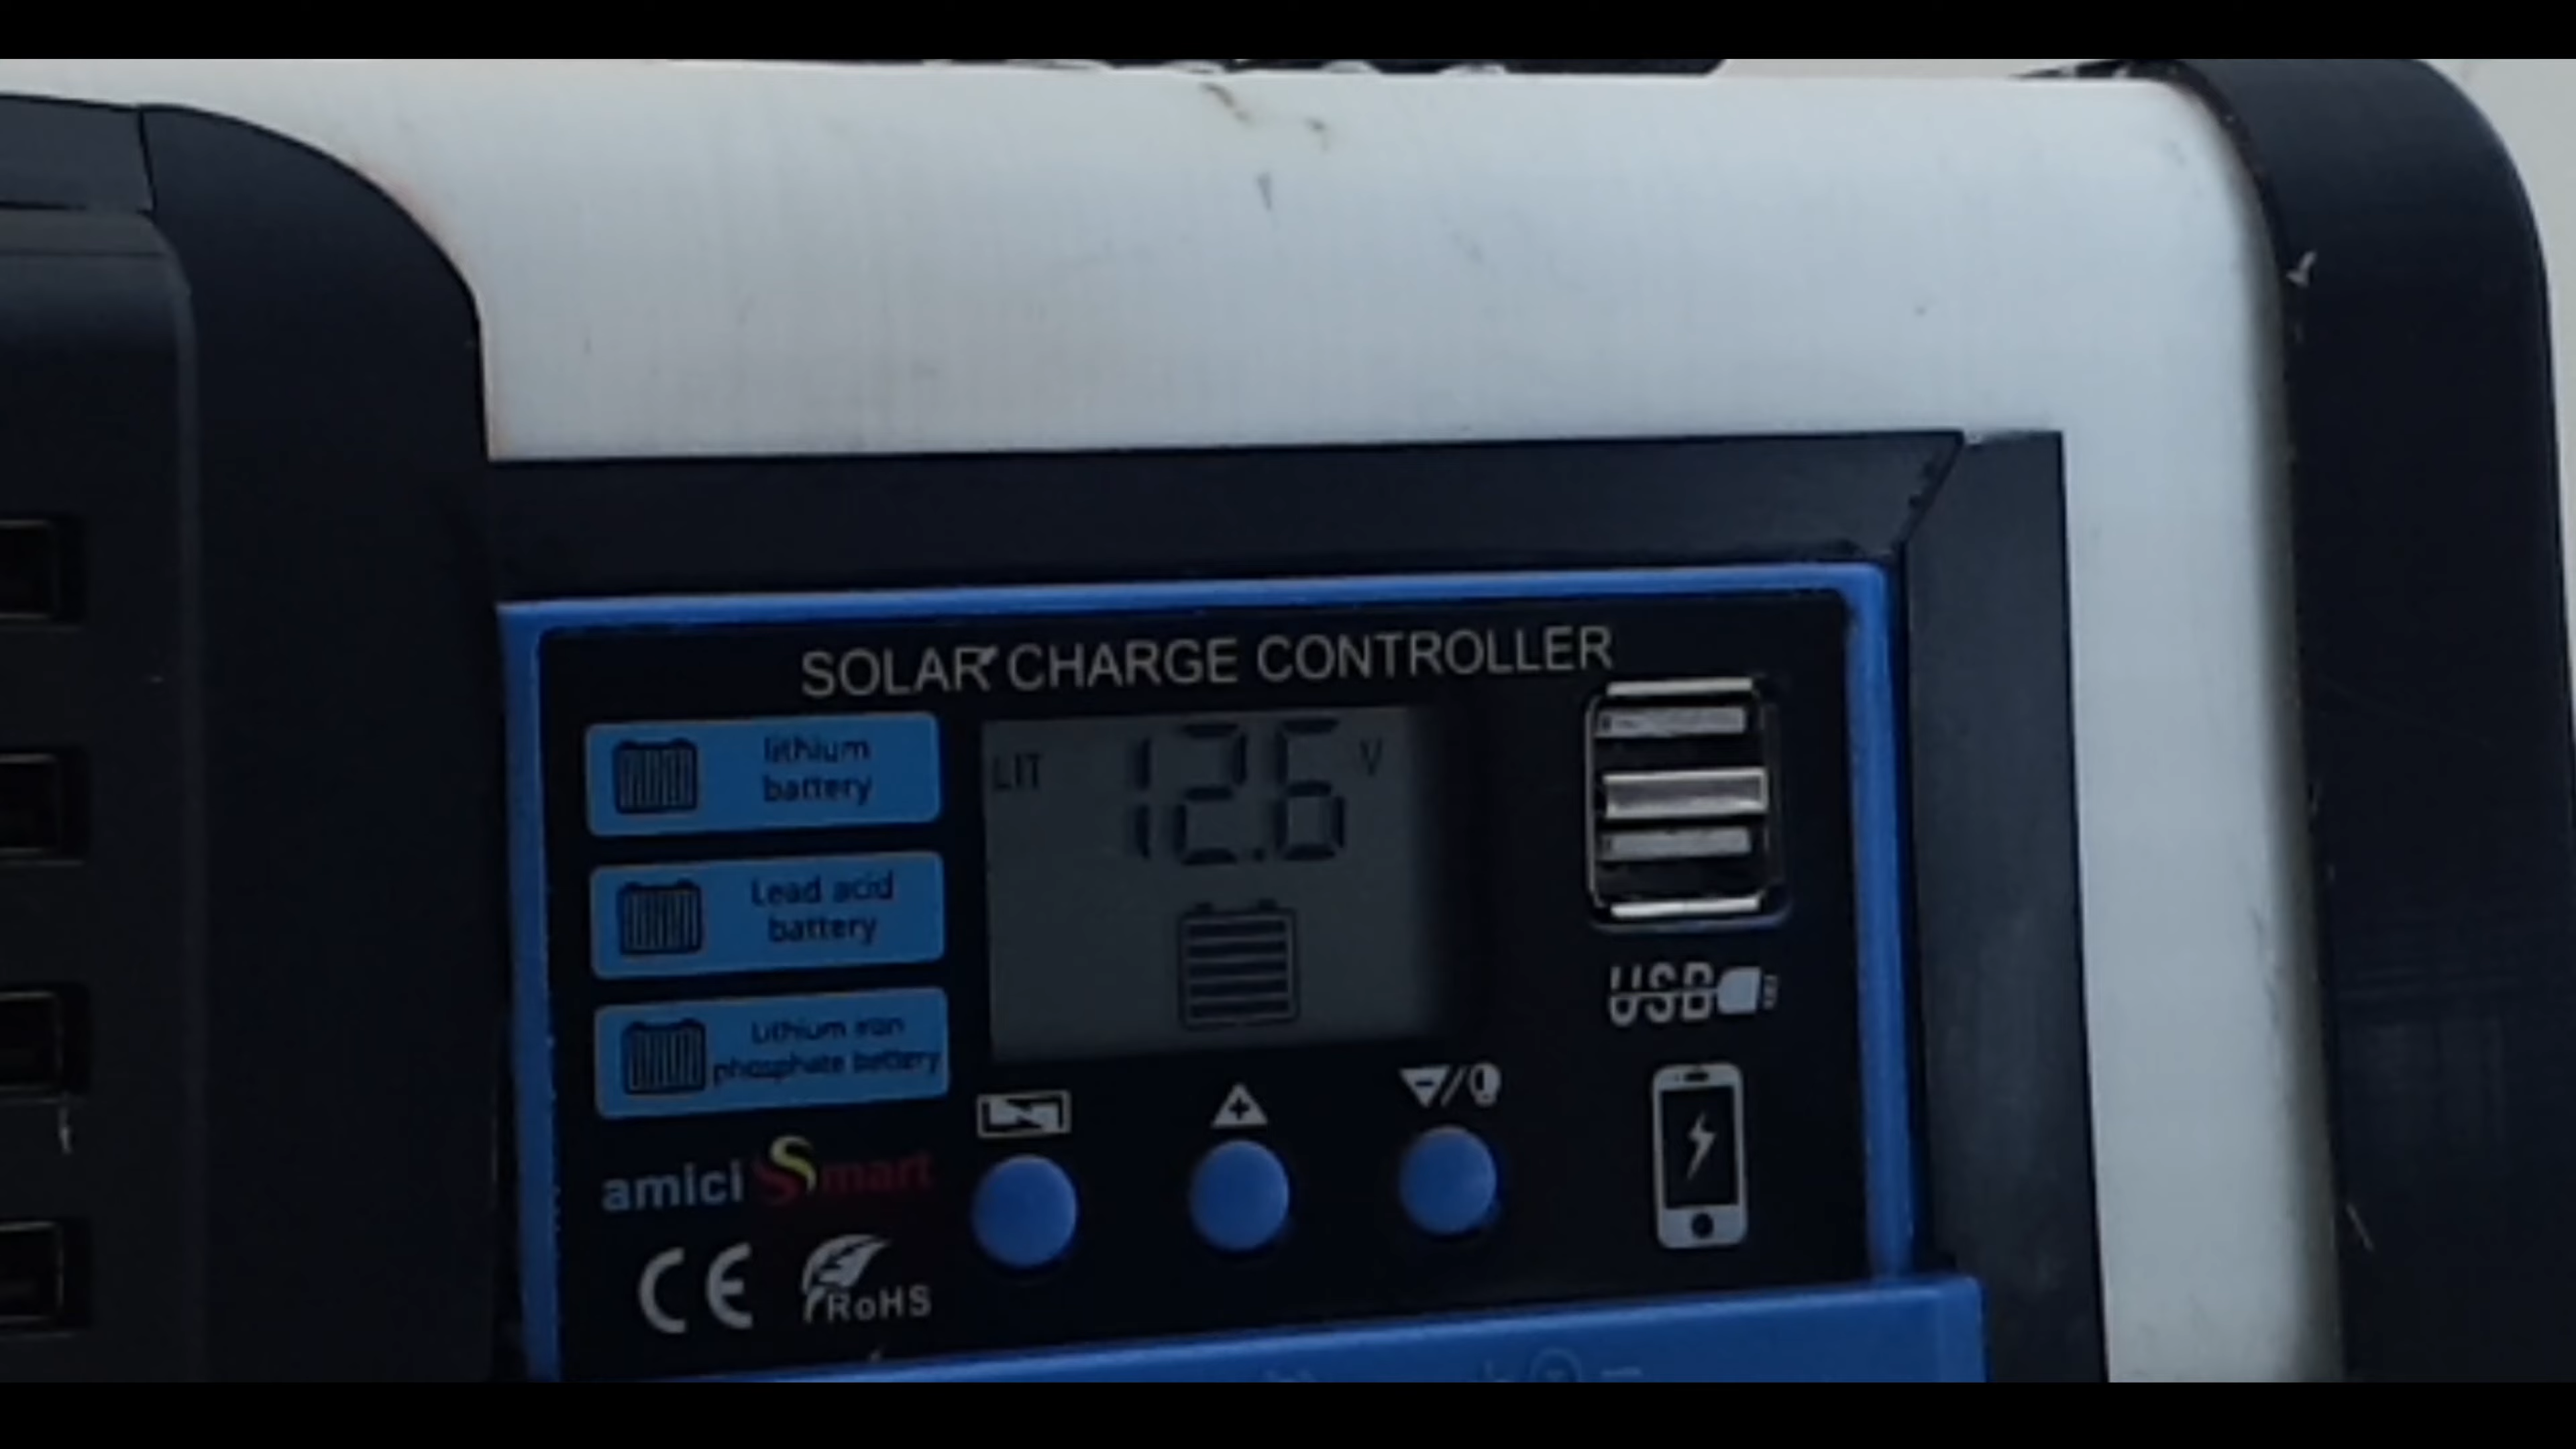 SOLAR CHARGE CONTROLLER
lithium
battery
LIT 12.6 V
Lead acid
battery
Lithium iron
phosphate battery
USB
amici Smart
CE RoHS